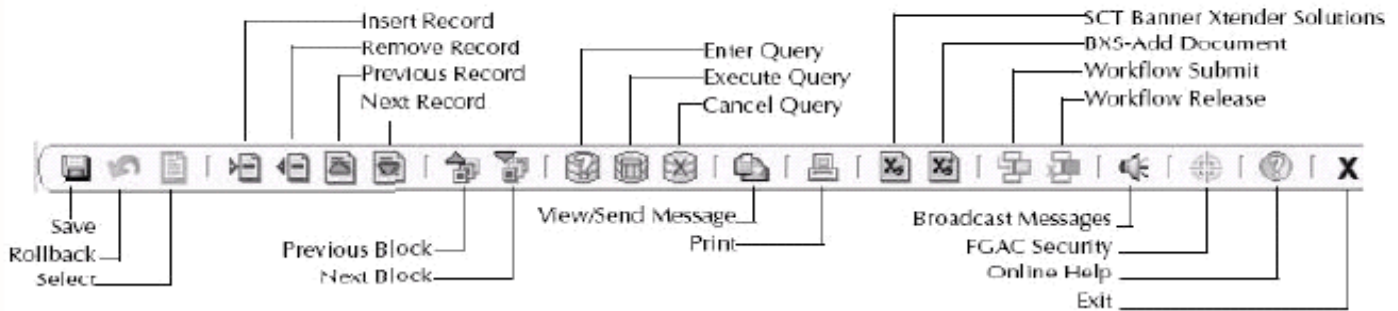 Insert Record
Remove Record
Previous Record
Next Record
Enter Query
Execute Query
Cancel Query
SCT Banner Xtender Solutions
BXS-Add Document
Workflow Submit
Workflow Release
Save
Rollback
Select
Previous Block
Next Block
View/Send Message
Print
Broadcast Messages
FGAC Security
Online Help
Exit